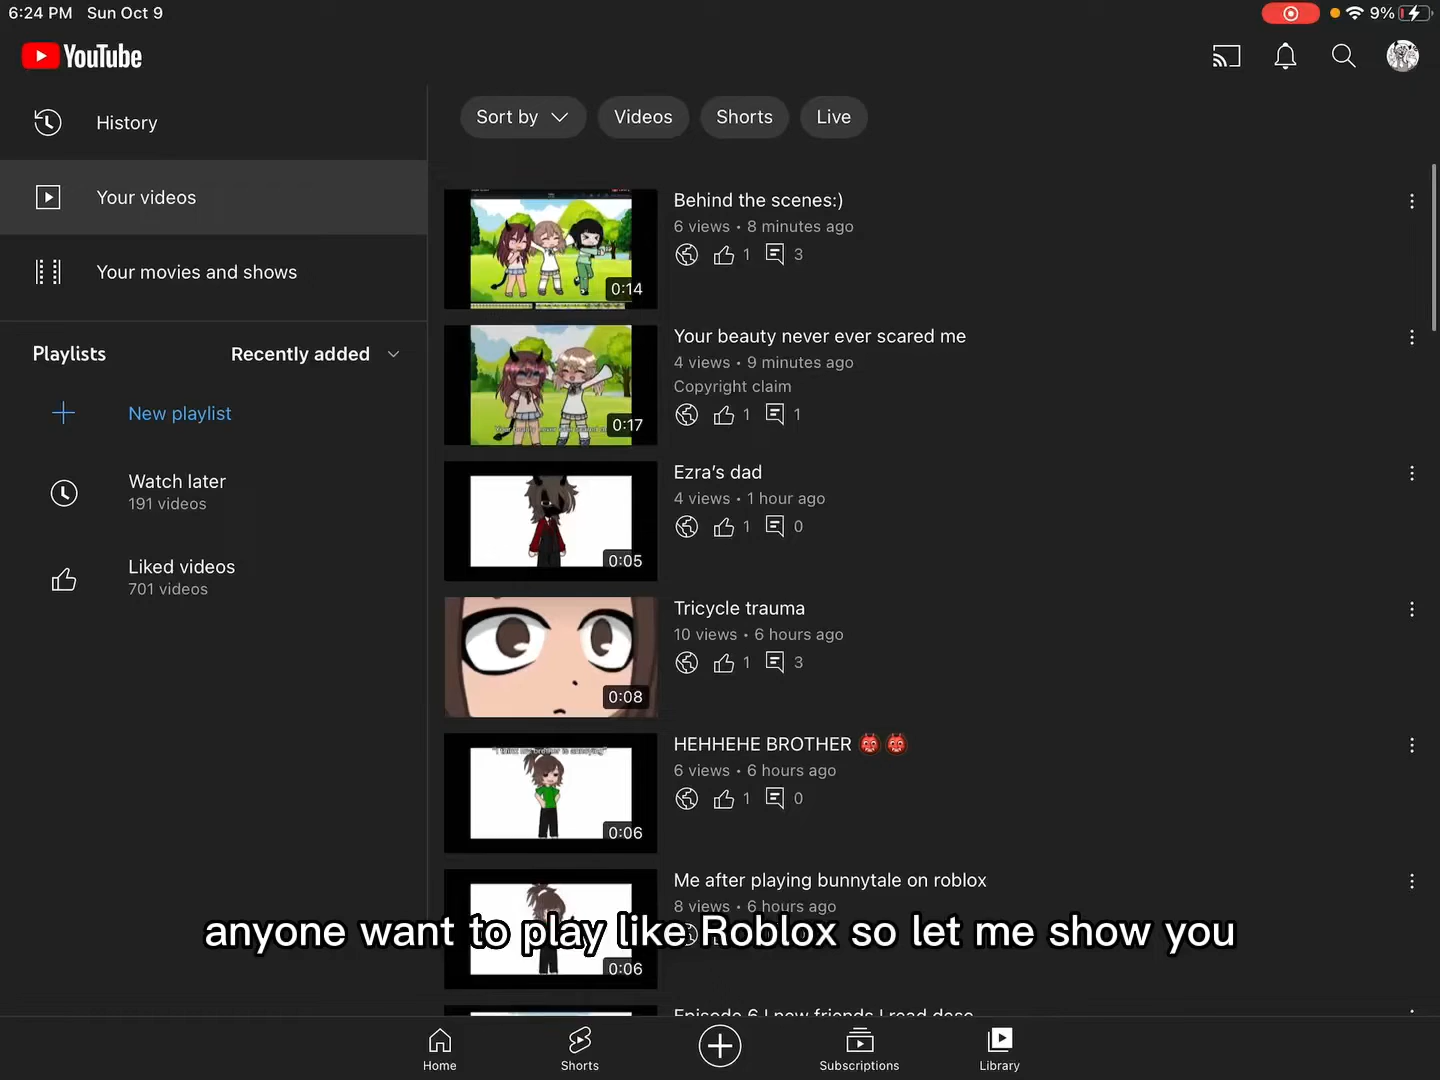 6:24 PM Sun Oct 9
9%
YouTube
History
Your videos
Your movies and shows
Playlists
Recently added
New playlist
Watch later
191 videos
Liked videos
701 videos
Sort by
Videos
Shorts
Live
0:14
Behind the scenes:)
6 views • 8 minutes ago
1 3
0:17
Your beauty never ever scared me
4 views • 9 minutes ago
Copyright claim
1 1
0:05
Ezra's dad
4 views • 1 hour ago
1 0
0:08
Tricycle trauma
10 views • 6 hours ago
1 3
"I think my brother is annoying"
0:06
HEHHEHE BROTHER 👹 👹
6 views • 6 hours ago
1 0
0:06
Me after playing bunnytale on roblox
8 views • 6 hours ago
anyone want to play like Roblox so let me show you
Home
Shorts
Subscriptions
Library